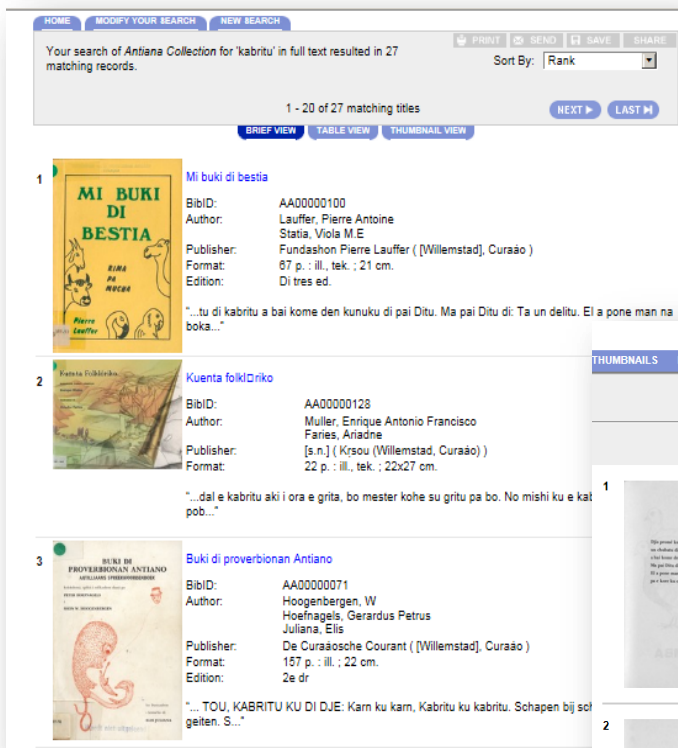 HOME MODIFY YOUR SEARCH NEW SEARCH
PRINT SEND SAVE SHARE
Your search of Antiana Collection for 'kabritu' in full text resulted in 27
matching records.
Sort By: Rank
1 - 20 of 27 matching titles
NEXT LAST
BRIEF VIEW TABLE VIEW THUMBNAIL VIEW
1
MI BUKI
DI
BESTIA
RIMA
PA
MUCHA
Pierre
Lauffer
Mi buki di bestia
BibID: AA00000100
Author: Lauffer, Pierre Antoine
Statia, Viola M.E
Publisher: Fundashon Pierre Lauffer ( [Willemstad], Curaáo )
Format: 67 p. : ill., tek. ; 21 cm.
Edition: Di tres ed.
"...tu di kabritu a bai kome den kunuku di pai Ditu. Ma pai Ditu di: Ta un delitu. El a pone man na
boka..."
THUMBNAILS
2
Kuenta Folklóriko
Kuenta folkl□riko
BibID: AA00000128
Author: Muller, Enrique Antonio Francisco
Faries, Ariadne
Publisher: [s.n.] ( Krsou (Willemstad, Curaáo) )
Format: 22 p. : ill., tek. ; 22x27 cm.
"...dal e kabritu aki i ora e grita, bo mester kohe su gritu pa bo. No mishi ku e kab
pob..."
1
3
BUKI DI
PROVERBIONAN ANTIANO
Buki di proverbionan Antiano
BibID: AA00000071
Author: Hoogenbergen, W
Hoefnagels, Gerardus Petrus
Juliana, Elis
Publisher: De Curaáosche Courant ( [Willemstad], Curaáo )
Format: 157 p. : ill. ; 22 cm.
Edition: 2e dr
"... TOU, KABRITU KU DI DJE: Karn ku karn, Kabritu ku kabritu. Schapen bij sch
geiten. S..."
2